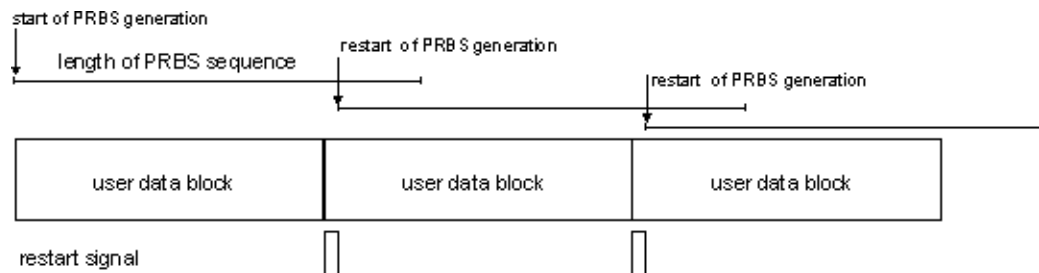 start of PRBS generation
restart of PRBS generation
length of PRBS sequence
restart of PRBS generation
user data block user data block user data block
restart signal